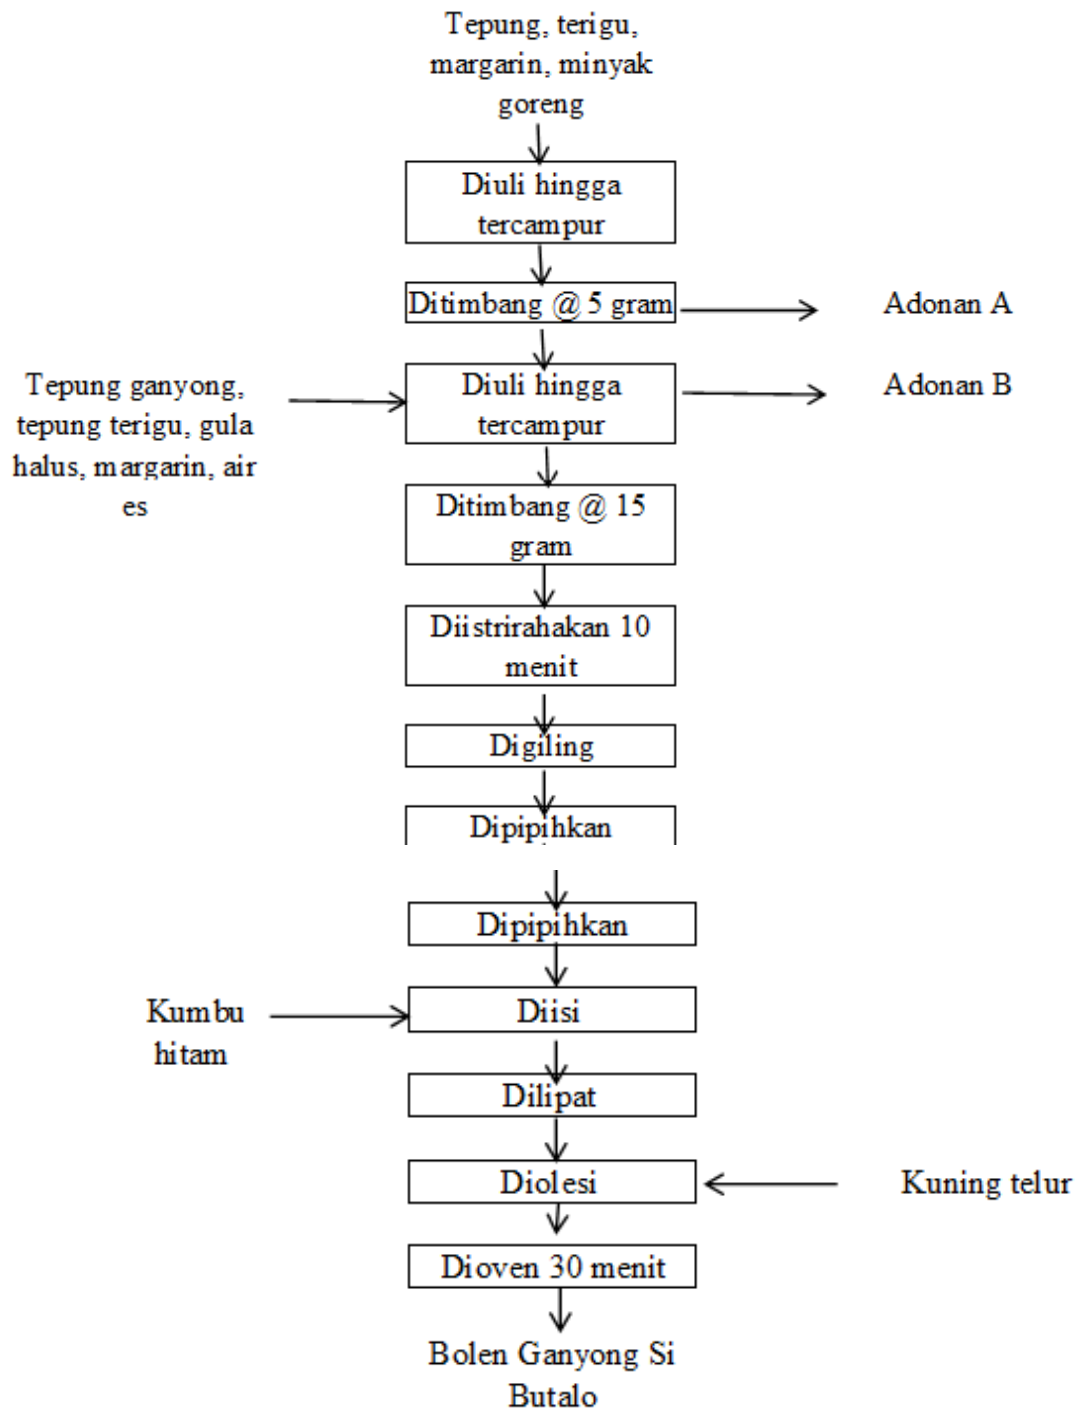 Tepung, terigu,
margarin, minyak
goreng
Diuli hingga
tercampur
Ditimbang @ 5 gram
Adonan A
Tepung ganyong,
tepung terigu, gula
halus, margarin, air
es
Diuli hingga
tercampur
Adonan B
Ditimbang @ 15
gram
Diistrirahakan 10
menit
Digiling
Dipipihkan
Dipipihkan
Kumbu
hitam
Diisi
Dilipat
Diolesi
Kuning telur
Dioven 30 menit
Bolen Ganyong Si
Butalo